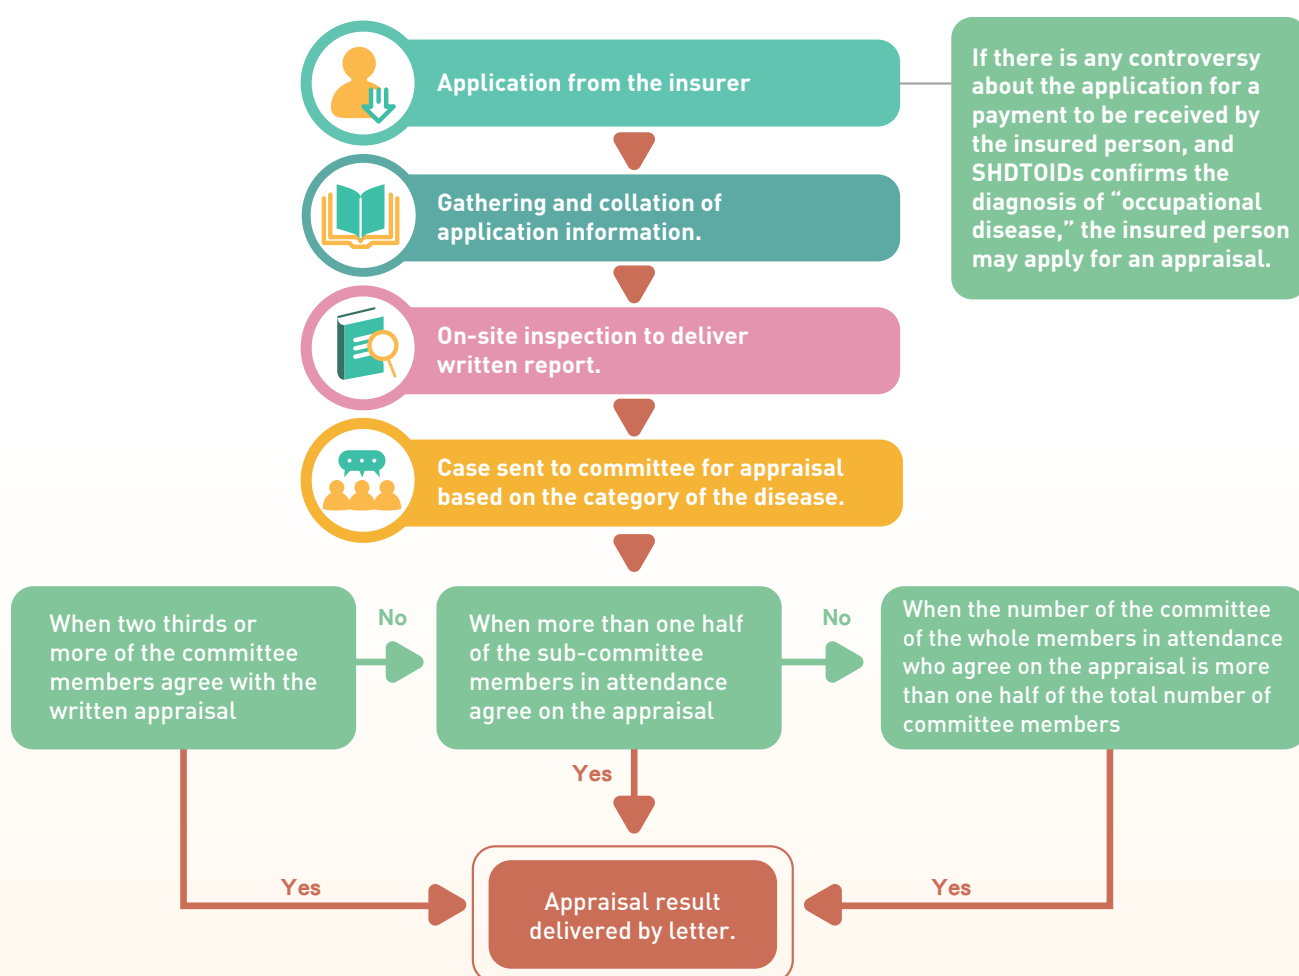 Application from the insurer
If there is any controversy
about the application for a
payment to be received by
the insured person, and
SHDTOIDs confirms the
diagnosis of “occupational
disease,” the insured person
may apply for an appraisal.
Gathering and collation of
application information.
On-site inspection to deliver
written report.
Case sent to committee for appraisal
based on the category of the disease.
When two thirds or
more of the committee
members agree with the
written appraisal
No
When more than one half
of the sub-committee
members in attendance
agree on the appraisal
No
When the number of the committee
of the whole members in attendance
who agree on the appraisal is more
than one half of the total number of
committee members
Yes
Yes
Yes
Appraisal result
delivered by letter.